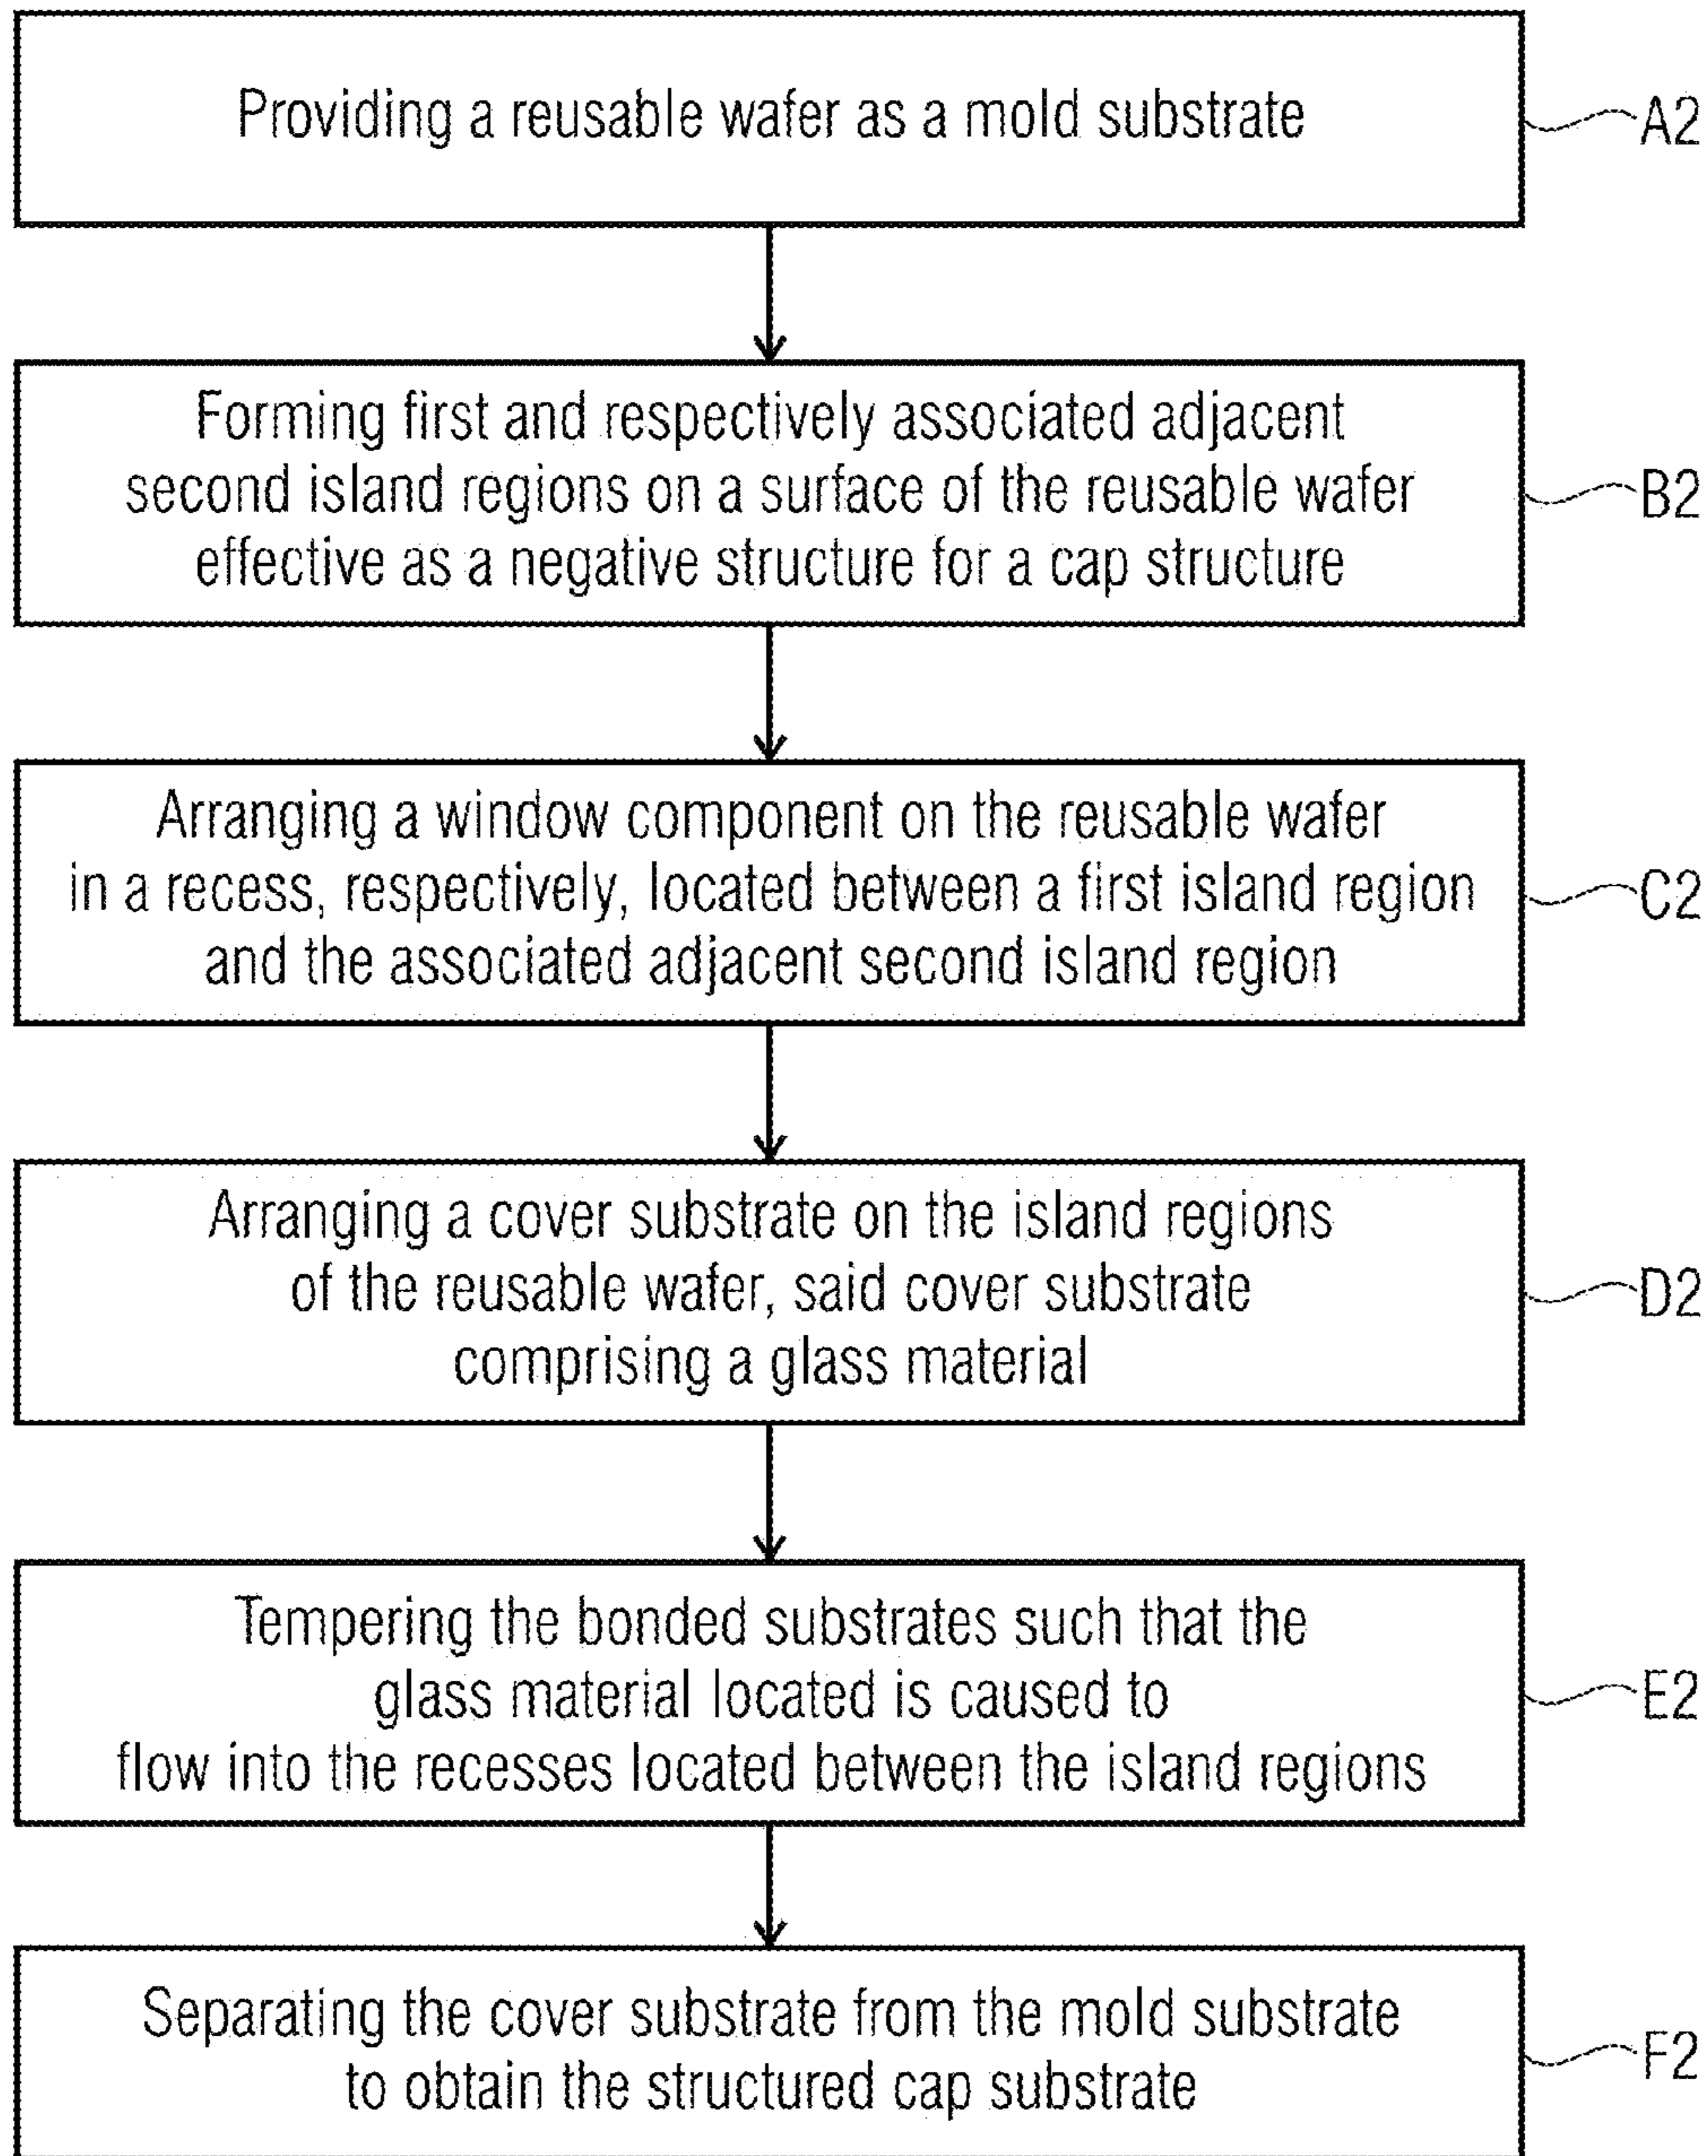 Providing a reusable wafer as a mold substrate
A2
Forming first and respectively associated adjacent
second island regions on a surface of the reusable wafer
effective as a negative structure for a cap structure
B2
Arranging a window component on the reusable wafer
in a recess, respectively, located between a first island region
and the associated adjacent second island region
C2
Arranging a cover substrate on the island regions
of the reusable wafer, said cover substrate
comprising a glass material
D2
Tempering the bonded substrates such that the
glass material located is caused to
flow into the recesses located between the island regions
E2
Separating the cover substrate from the mold substrate
to obtain the structured cap substrate
F2